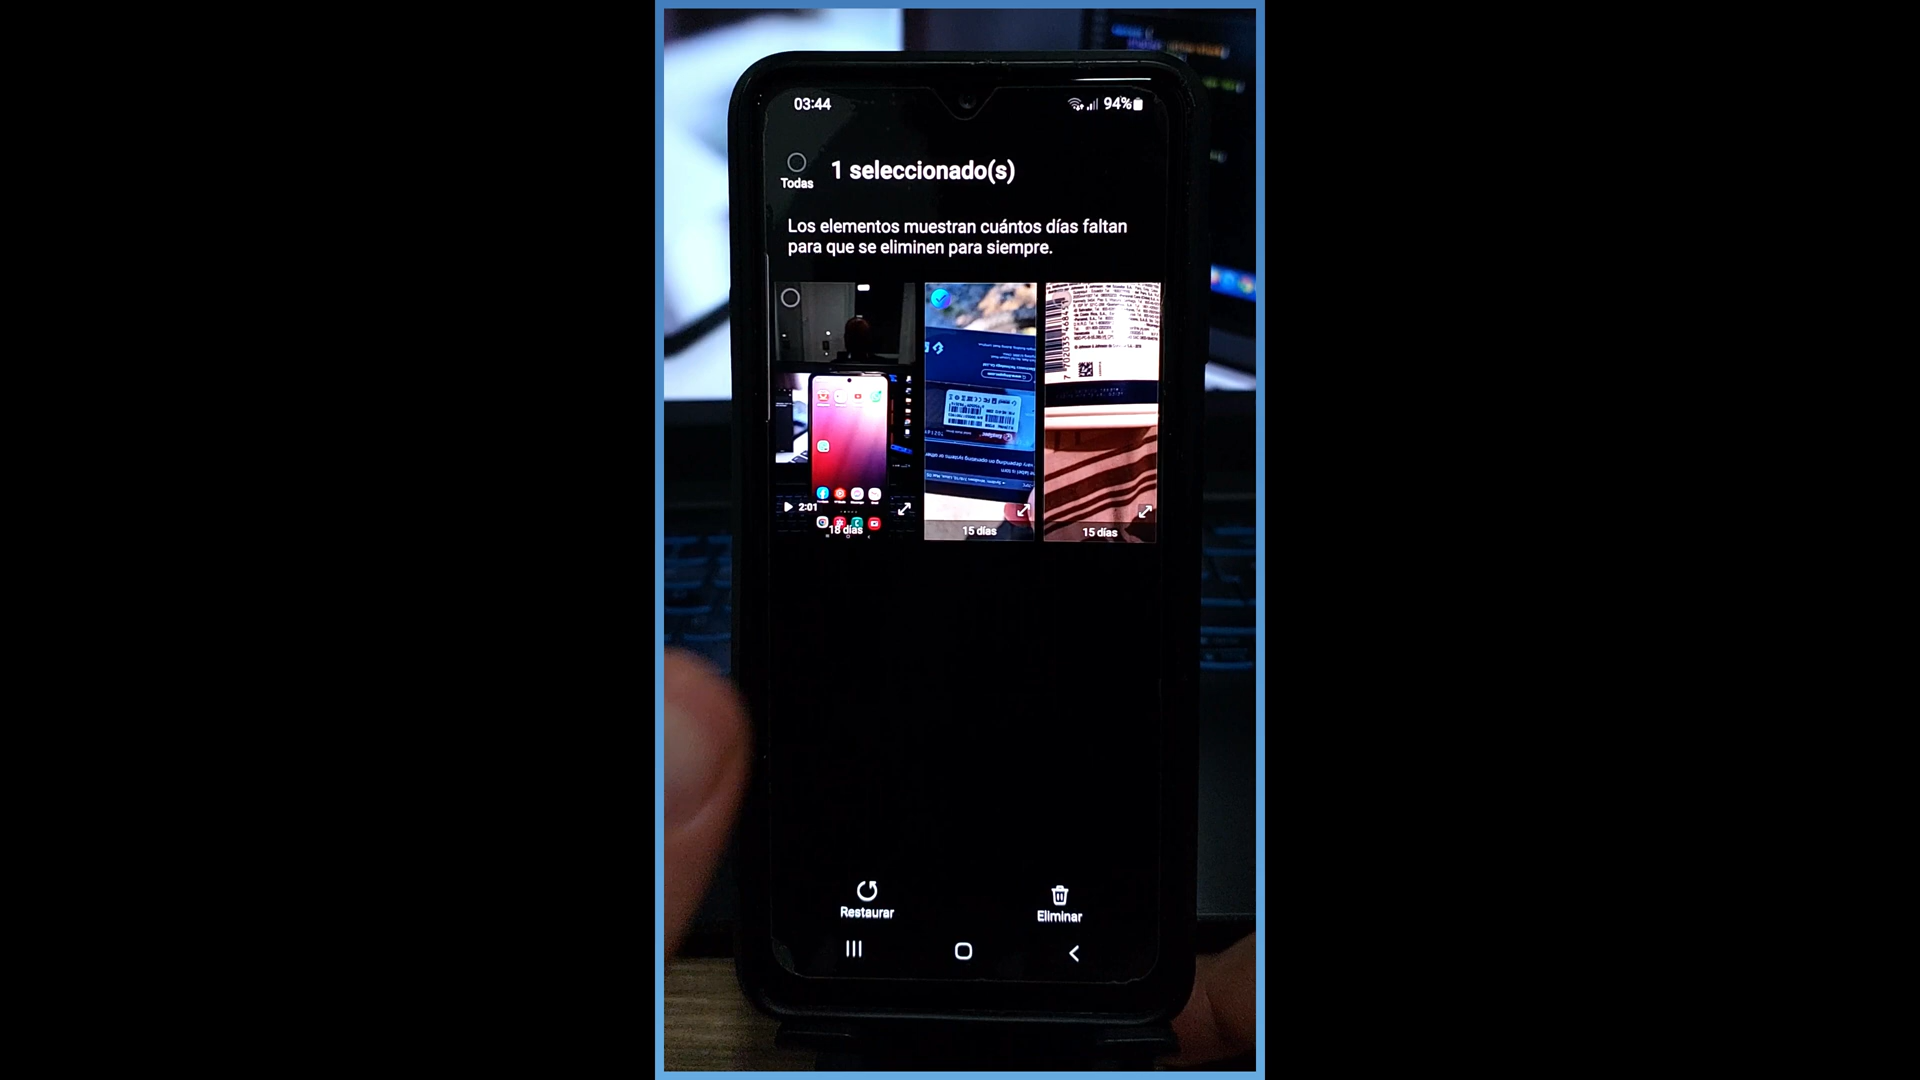 03:44
94%
Todas
1 seleccionado(s)
Los elementos muestran cuántos días faltan
para que se eliminen para siempre.
2:01
18 días
15 días
15 días
Restaurar
Eliminar